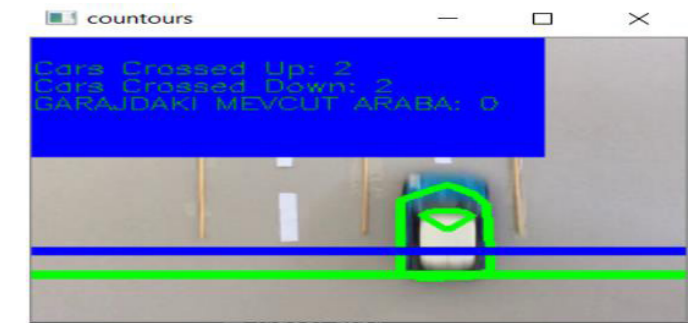 countours
Cars Crossed Up: 2
Cars Crossed Down: 2
GARAJDAKI MEVCUT ARABA: 0